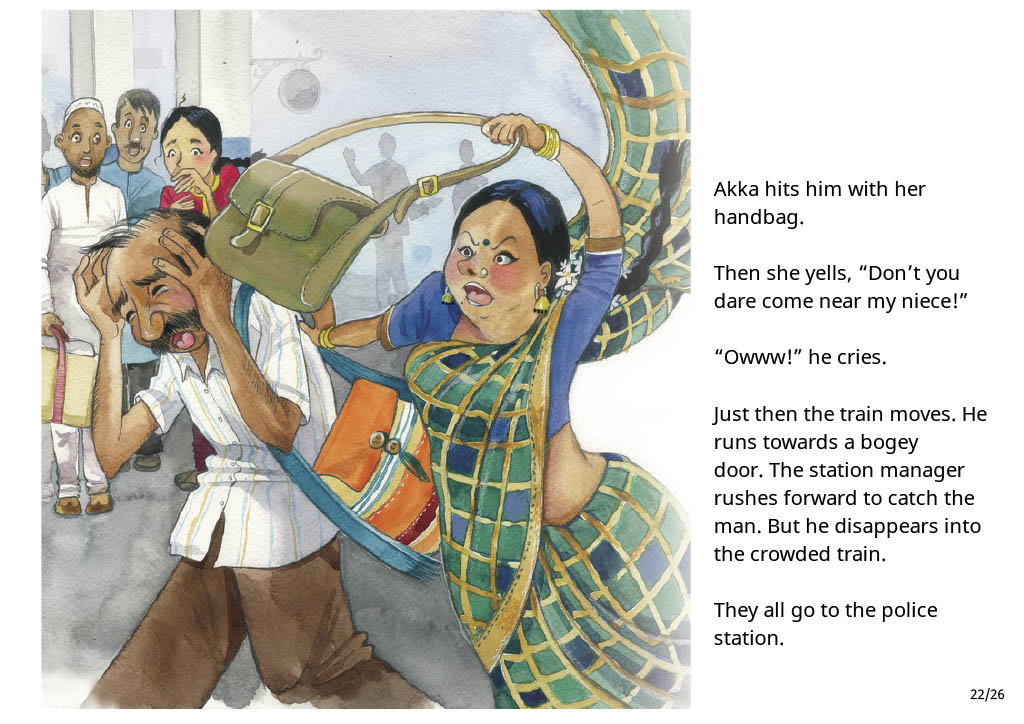 Akka hits him with her
handbag.
Then she yells, “Don’t you
dare come near my niece!”
“Owww!” he cries.
Just then the train moves. He
runs towards a bogey
door. The station manager
rushes forward to catch the
man. But he disappears into
the crowded train.
They all go to the police
station.
22/26